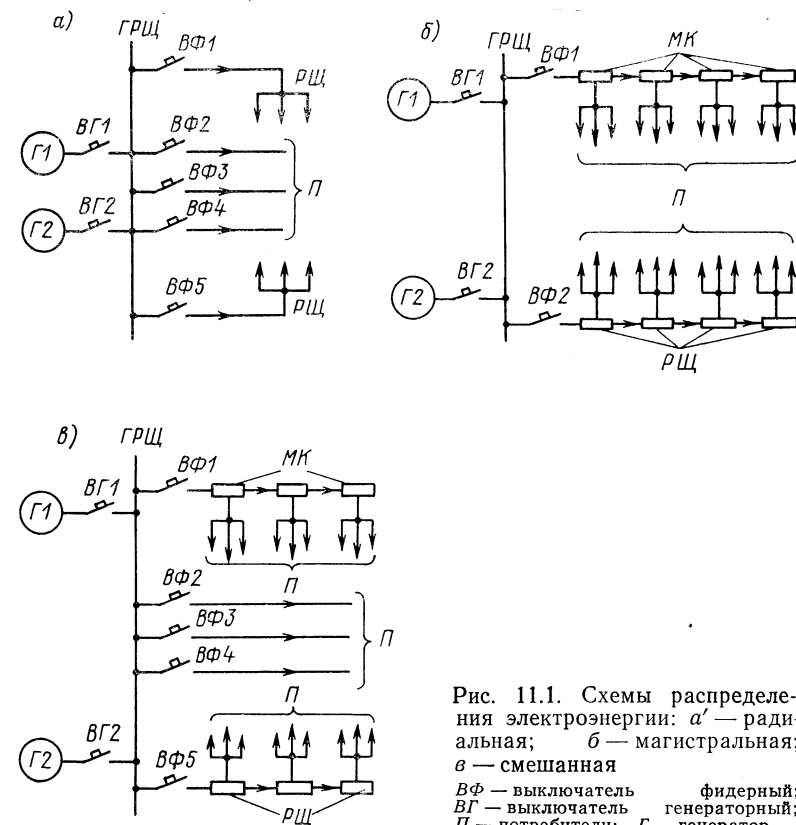 а)
ГРЩ
ВФ1
РЩ
ВГ1
Г1
ВФ2
ВФ3
П
ВГ2
Г2
ВФ4
ВФ5
РЩ
б)
ГРЩ
ВФ1
МК
ВГ1
Г1
П
ВГ2
Г2
ВФ2
РЩ
в)
ГРЩ
ВФ1
МК
ВГ1
Г1
П
ВФ2
ВФ3
П
ВФ4
П
ВГ2
Г2
ВФ5
РЩ
Рис. 11.1. Схемы распределе-
ния электроэнергии: а' — ради-
альная; б — магистральная;
в — смешанная
ВФ — выключатель фидерный;
ВГ — выключатель генераторный;
П — потребители; Г — генератор